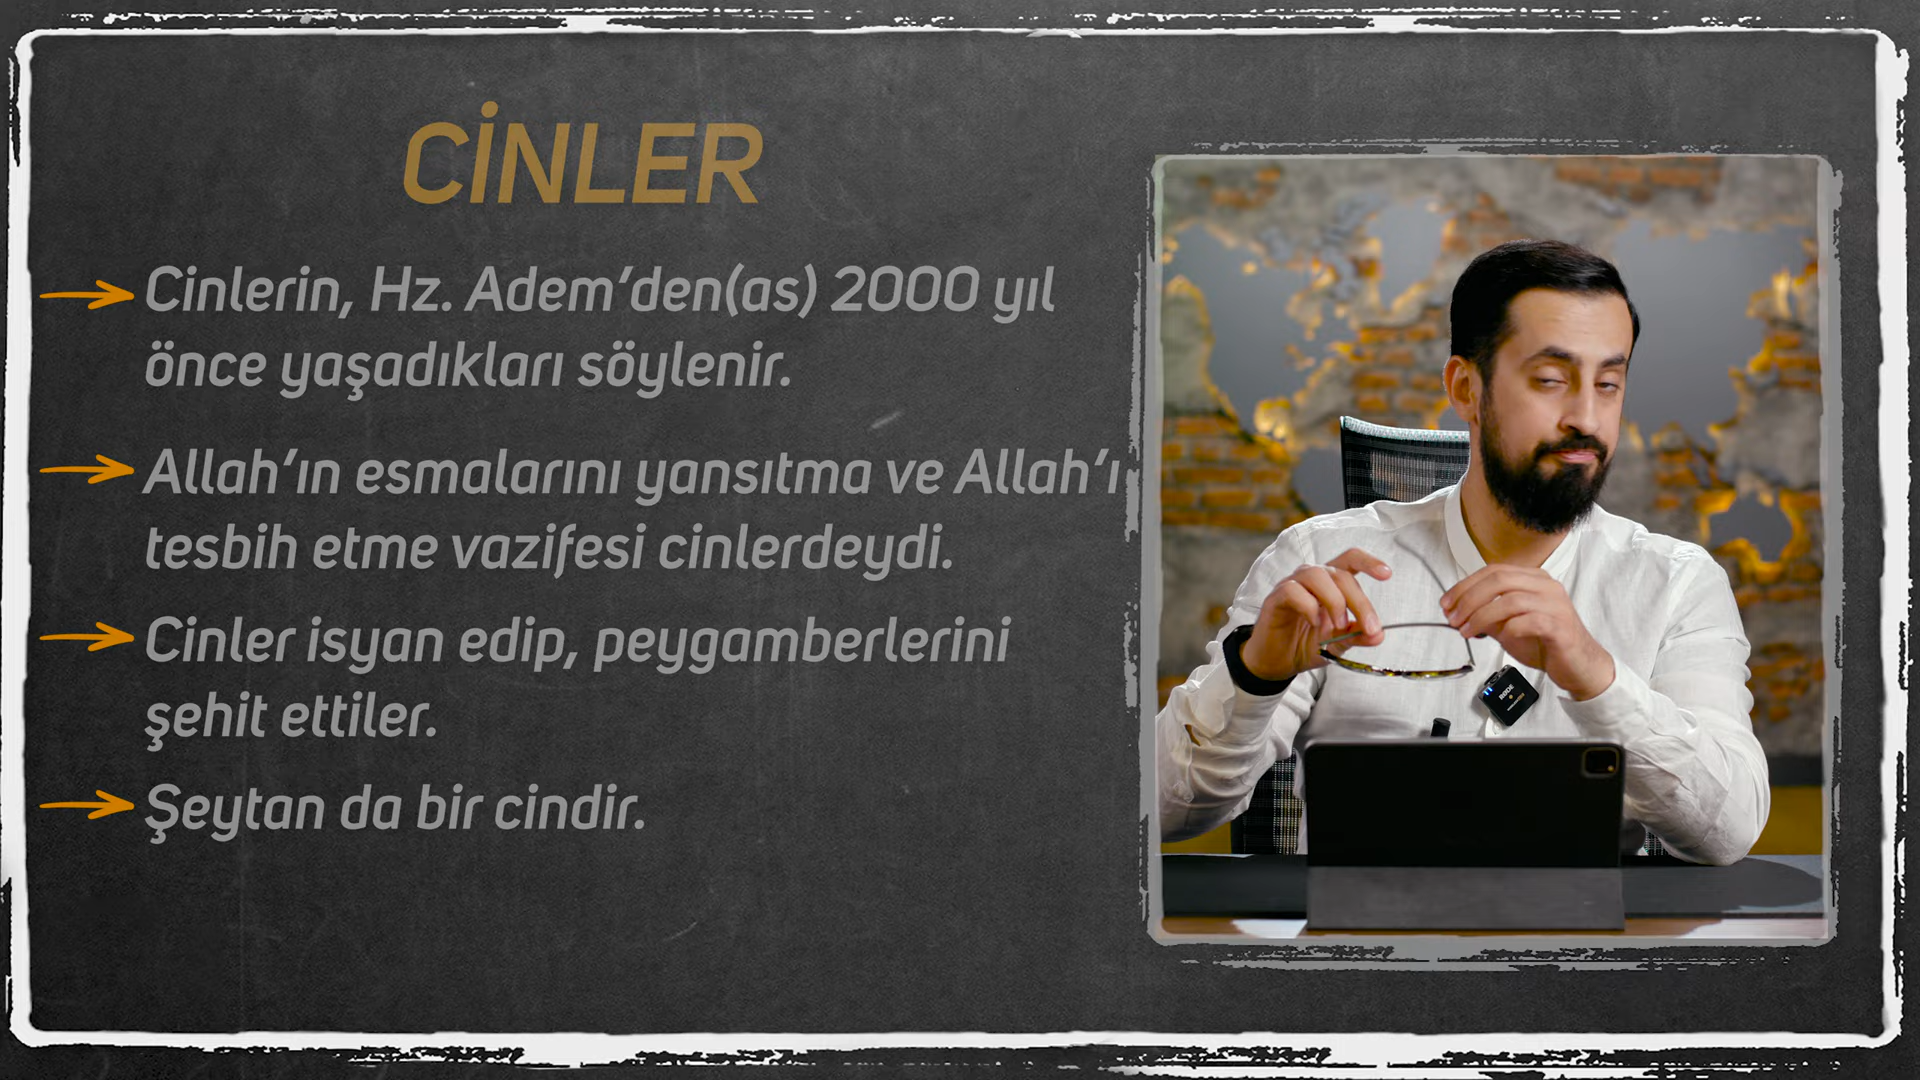 CİNLER
Cinlerin, Hz. Adem’den(as) 2000 yıl
önce yaşadıkları söylenir.
Allah’ın esmalarını yansıtma ve Allah’ı
tesbih etme vazifesi cinlerdeydi.
Cinler isyan edip, peygamberlerini
şehit ettiler.
Şeytan da bir cindir.
RØDE